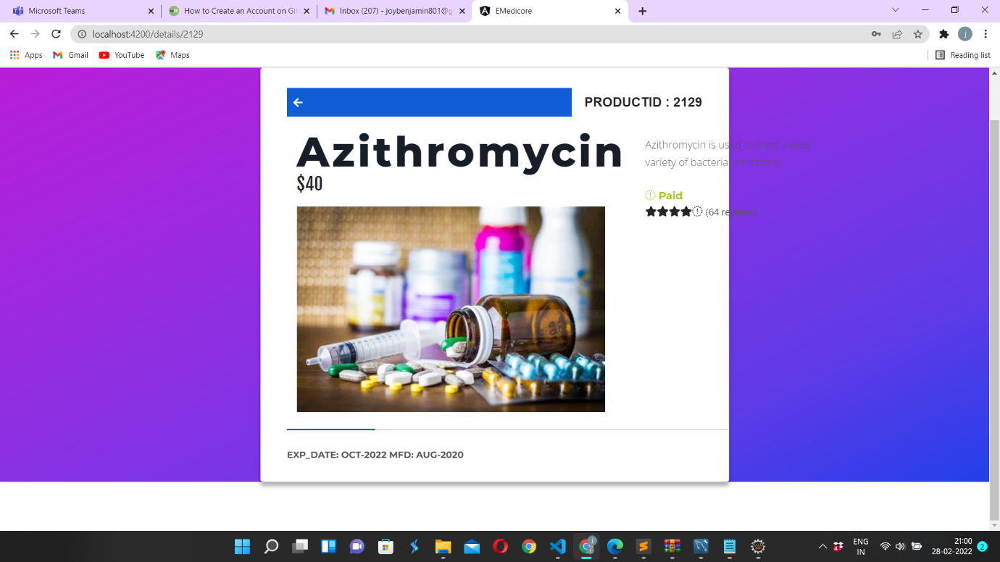 Microsoft Teams
How to Create an Account on Git
Inbox (207) - joybenjamin801@g
EMedicore
localhost:4200/details/2129
j
Apps
Gmail
YouTube
Maps
Reading list
PRODUCTID : 2129
Azithromycin
$40
Azithromycin is used to treat a wide
variety of bacterial infections.
Paid
(64 reviews)
EXP_DATE: OCT-2022 MFD: AUG-2020
4
ENG
IN
21:00
28-02-2022
2